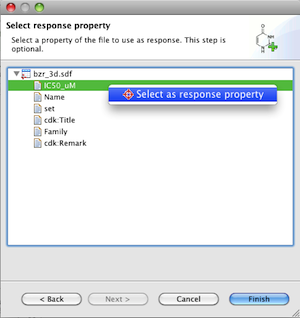 Select response property
Select a property of the file to use as response. This step is
optional.
bzr_3d.sdf
IC50_uM
Select as response property
Name
set
cdk:Title
Family
cdk:Remark
< Back
Next >
Cancel
Finish